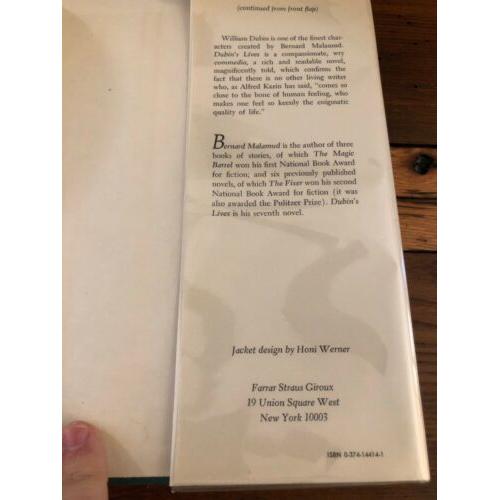 (continued from front flap)
William Dubin is one of the finest char-
acters created by Bernard Malamud.
Dubin's Lives is a compassionate, wry
commedia, a rich and readable novel,
magnificently told, which confirms the
fact that there is no other living writer
who, as Alfred Kazin has said, "comes so
close to the bone of human feeling, who
makes one feel so keenly the enigmatic
quality of life."
Bernard Malamud is the author of three
books of stories, of which The Magic
Barrel won his first National Book Award
for fiction; and six previously published
novels, of which The Fixer won his second
National Book Award for fiction (it was
also awarded the Pulitzer Prize). Dubin's
Lives is his seventh novel.
Jacket design by Honi Werner
Farrar Straus Giroux
19 Union Square West
New York 10003
ISBN 0-374-14414-1